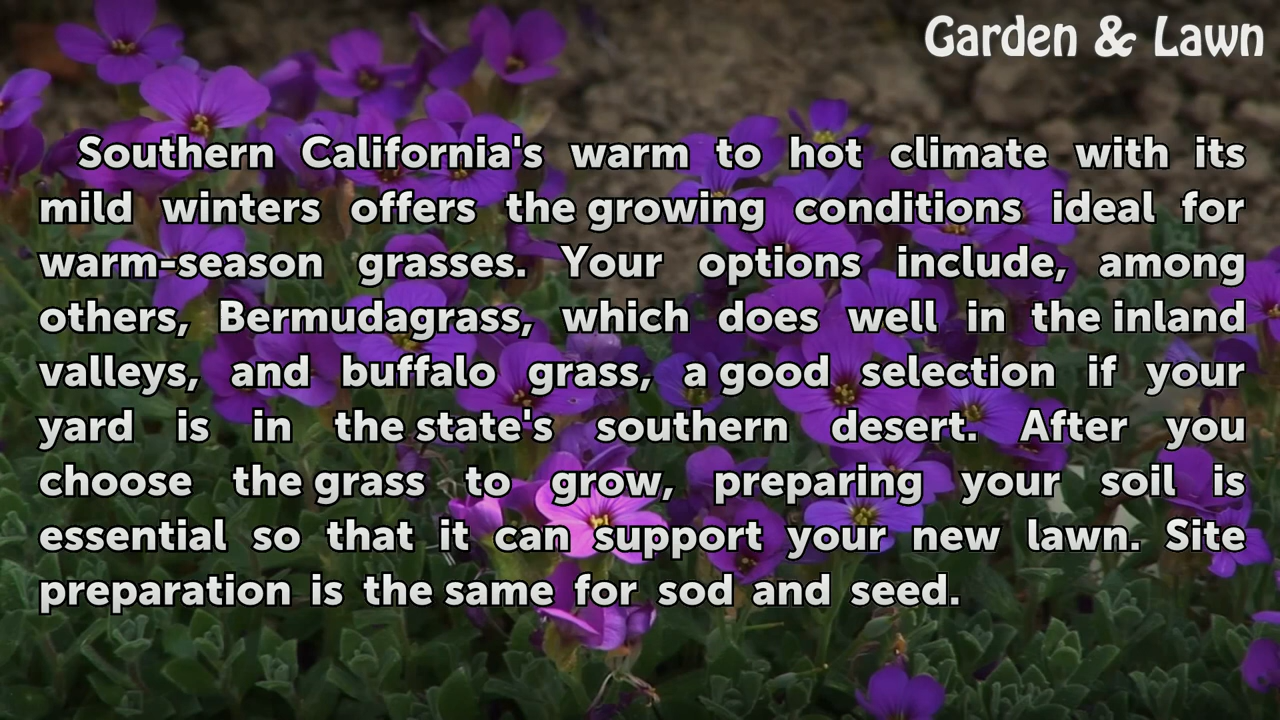 Garden & Lawn
Southern California's warm to hot climate with its
mild winters offers the growing conditions ideal for
warm-season grasses. Your options include, among
others, Bermudagrass, which does well in the inland
valleys, and buffalo grass, a good selection if your
yard is in the state's southern desert. After you
choose the grass to grow, preparing your soil is
essential so that it can support your new lawn. Site
preparation is the same for sod and seed.